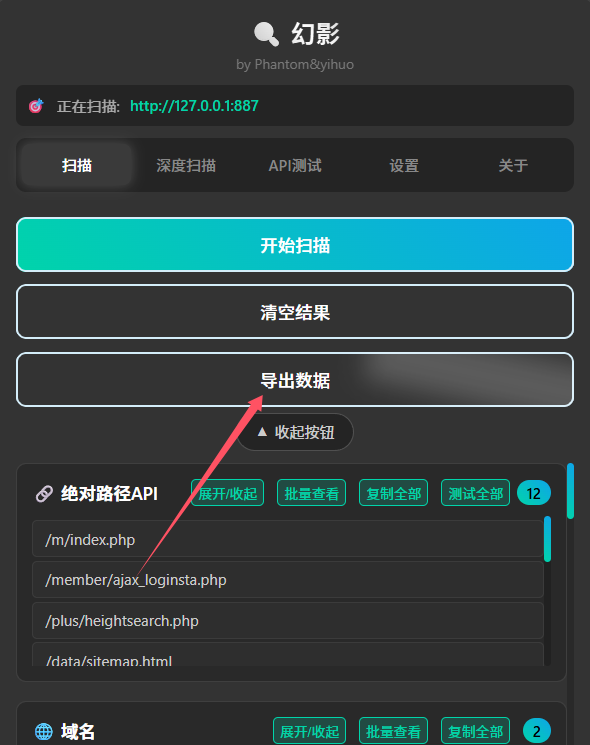 幻影
by Phantom&yihuo
正在扫描: http://127.0.0.1:887
扫描 深度扫描 API测试 设置 关于
开始扫描
清空结果
导出数据
▲ 收起按钮
绝对路径API 展开/收起 批量查看 复制全部 测试全部 12
/m/index.php
/member/ajax_loginsta.php
/plus/heightsearch.php
/data/sitemap.html
域名 展开/收起 批量查看 复制全部 2